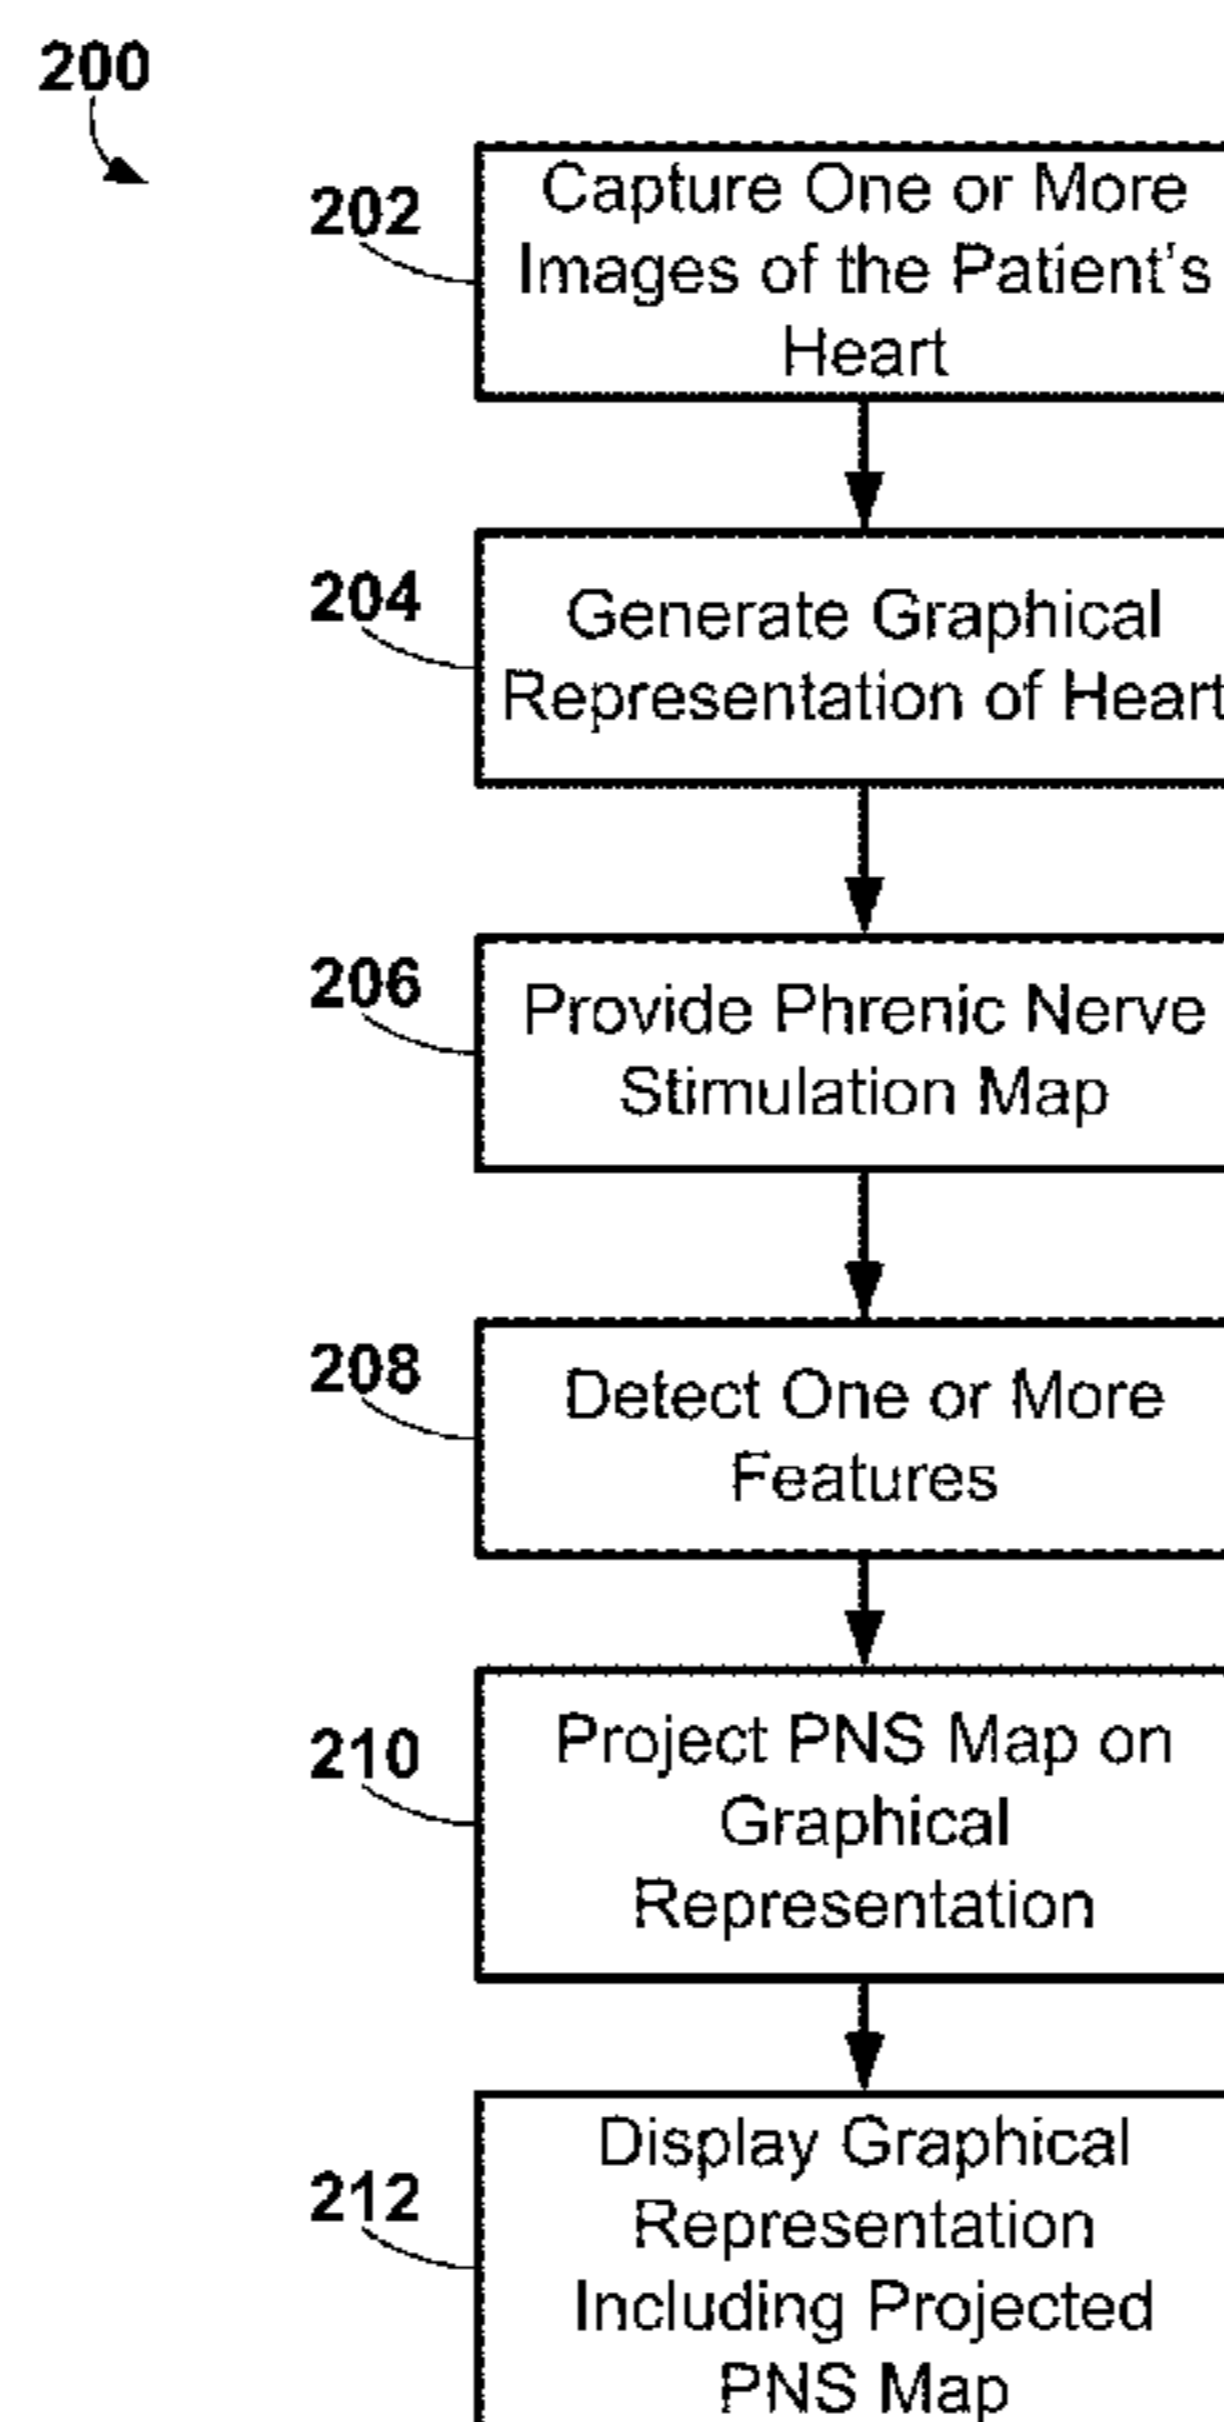 200
202
Capture One or More
Images of the Patient's
Heart
204
Generate Graphical
Representation of Heart
206
Provide Phrenic Nerve
Stimulation Map
208
Detect One or More
Features
210
Project PNS Map on
Graphical
Representation
212
Display Graphical
Representation
Including Projected
PNS Map